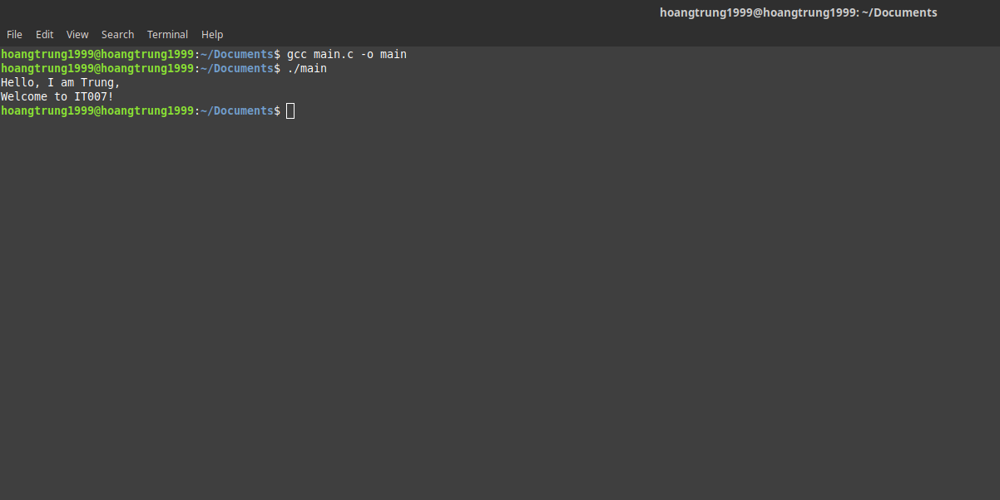 hoangtrung1999@hoangtrung1999: ~/Documents
File Edit View Search Terminal Help
hoangtrung1999@hoangtrung1999:~/Documents$ gcc main.c -o main
hoangtrung1999@hoangtrung1999:~/Documents$ ./main
Hello, I am Trung,
Welcome to IT007!
hoangtrung1999@hoangtrung1999:~/Documents$